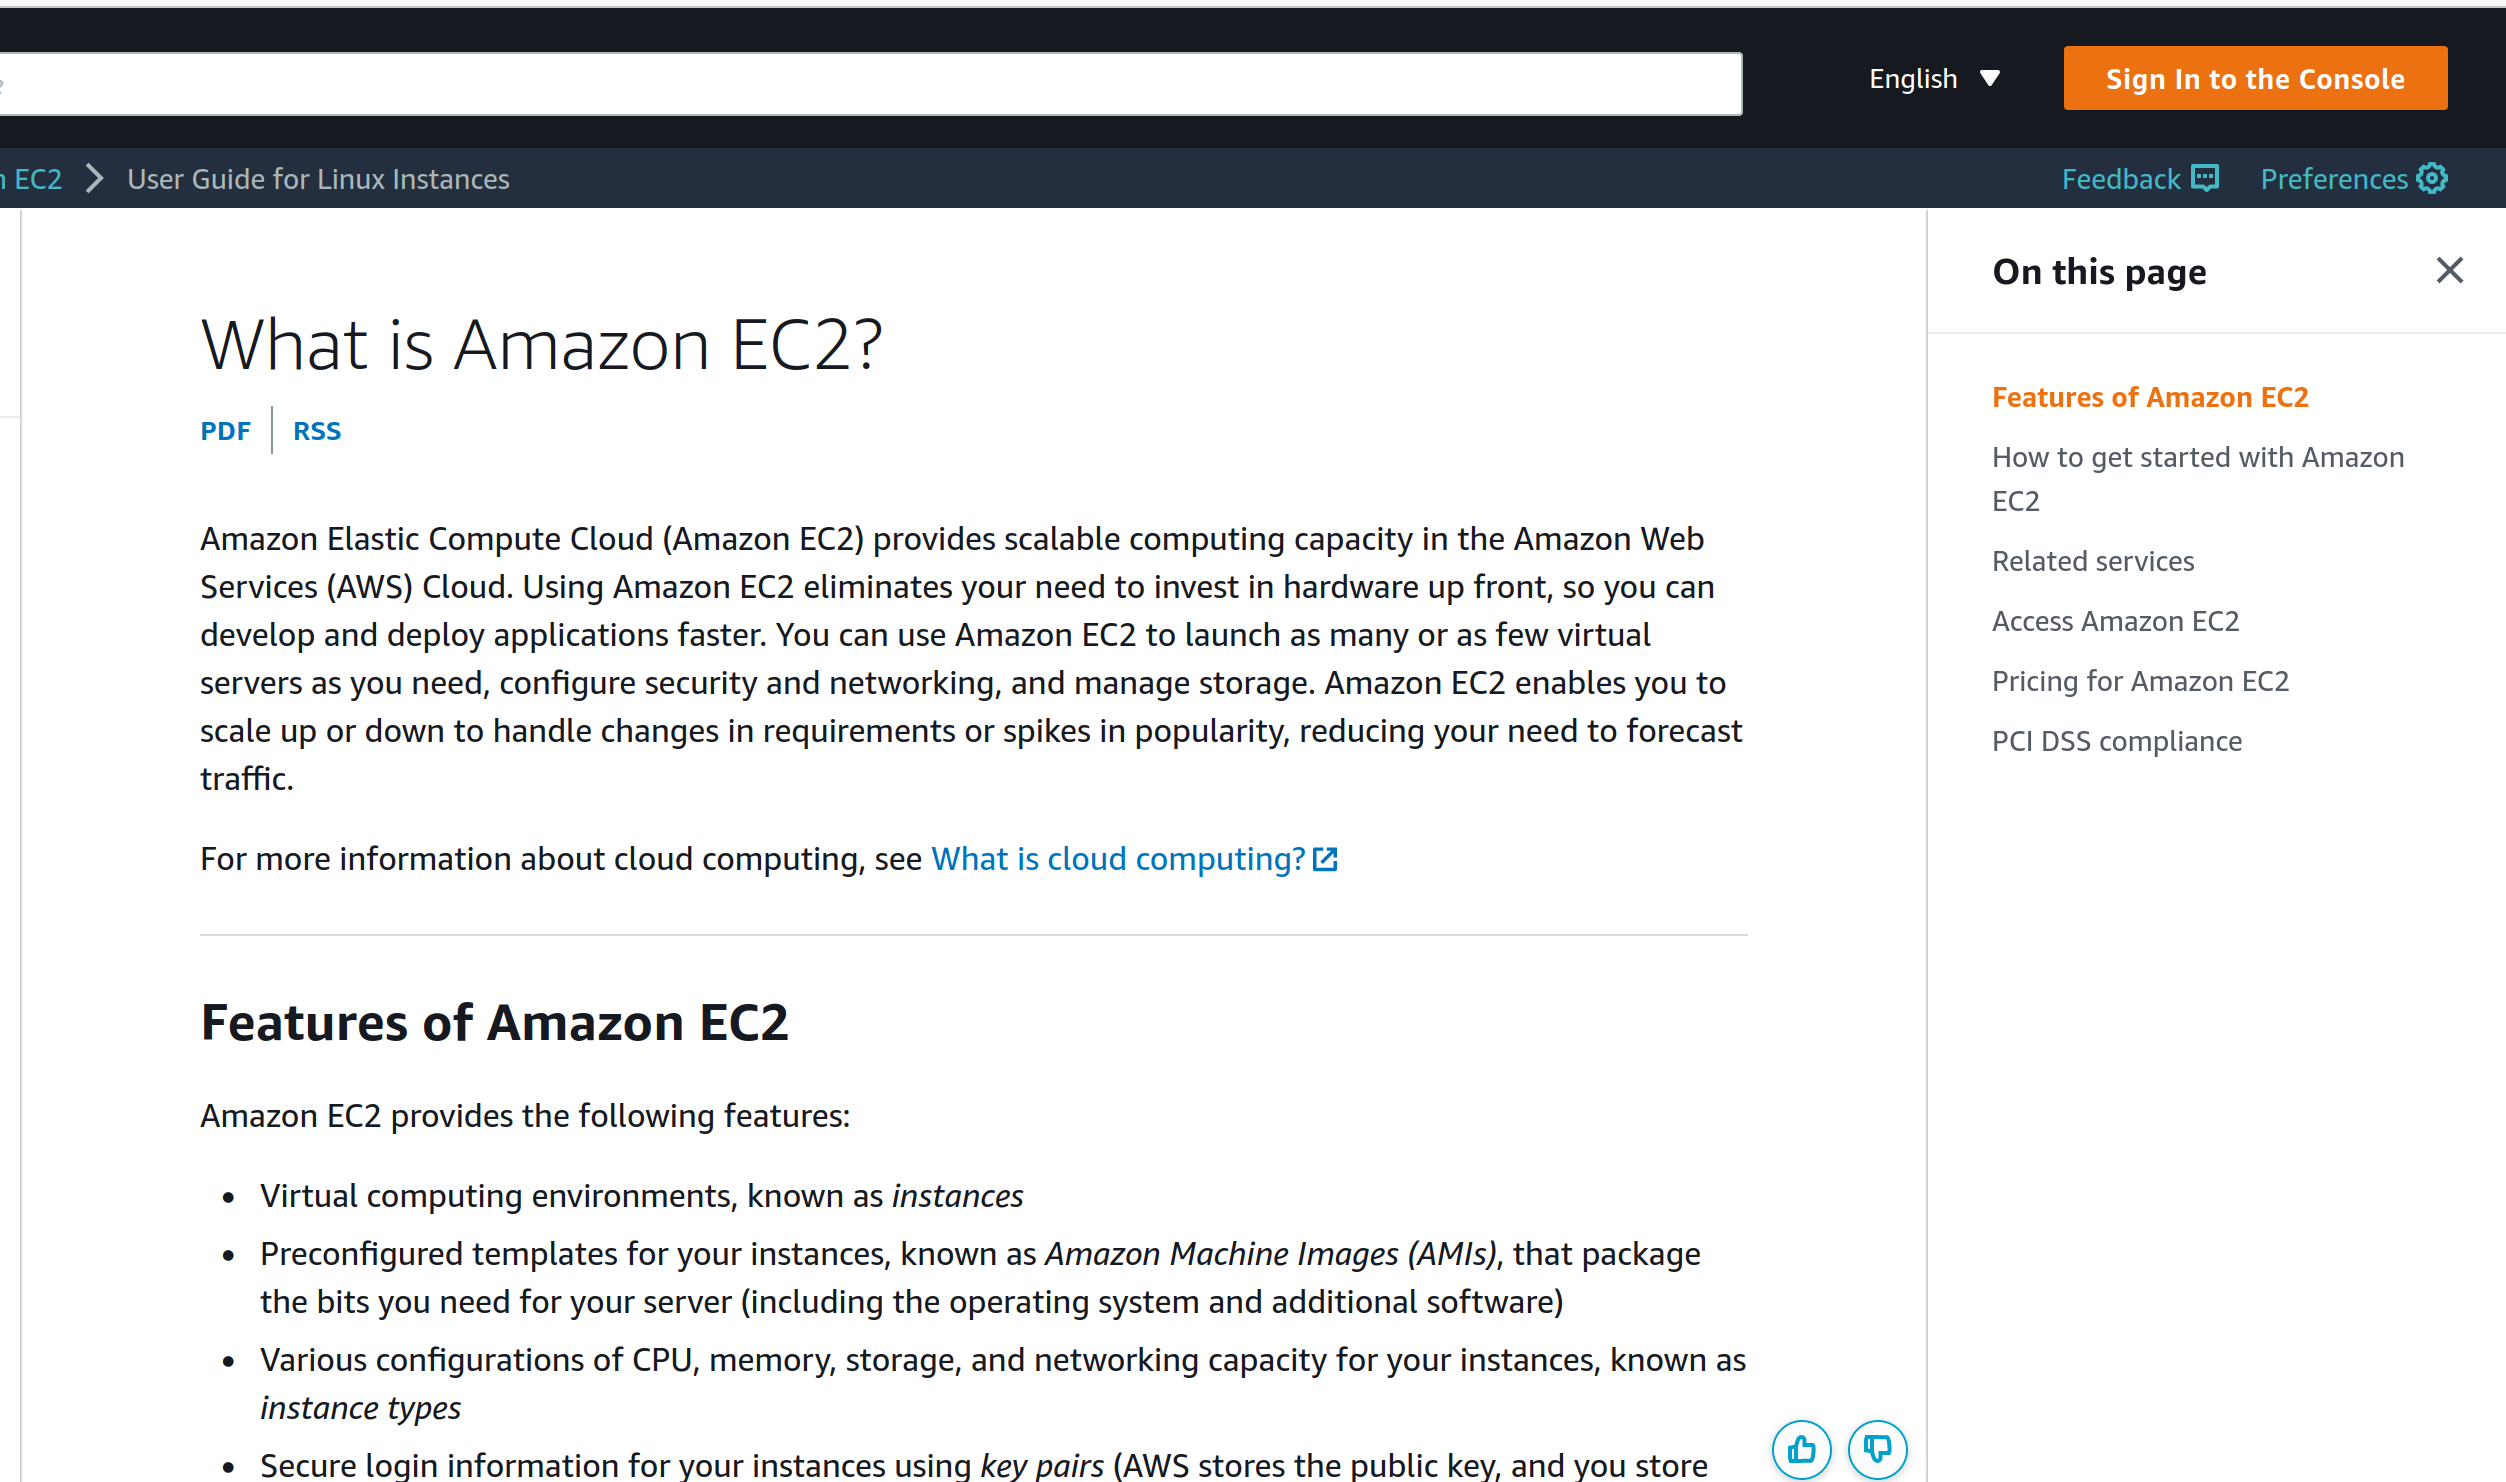 English
Sign In to the Console
EC2
User Guide for Linux Instances
Feedback
Preferences
What is Amazon EC2?
PDF
RSS
Amazon Elastic Compute Cloud (Amazon EC2) provides scalable computing capacity in the Amazon Web
Services (AWS) Cloud. Using Amazon EC2 eliminates your need to invest in hardware up front, so you can
develop and deploy applications faster. You can use Amazon EC2 to launch as many or as few virtual
servers as you need, configure security and networking, and manage storage. Amazon EC2 enables you to
scale up or down to handle changes in requirements or spikes in popularity, reducing your need to forecast
traffic.
For more information about cloud computing, see What is cloud computing?
Features of Amazon EC2
Amazon EC2 provides the following features:
• Virtual computing environments, known as instances
• Preconfigured templates for your instances, known as Amazon Machine Images (AMIs), that package
the bits you need for your server (including the operating system and additional software)
• Various configurations of CPU, memory, storage, and networking capacity for your instances, known as
instance types
• Secure login information for your instances using key pairs (AWS stores the public key, and you store
On this page
Features of Amazon EC2
How to get started with Amazon
EC2
Related services
Access Amazon EC2
Pricing for Amazon EC2
PCI DSS compliance